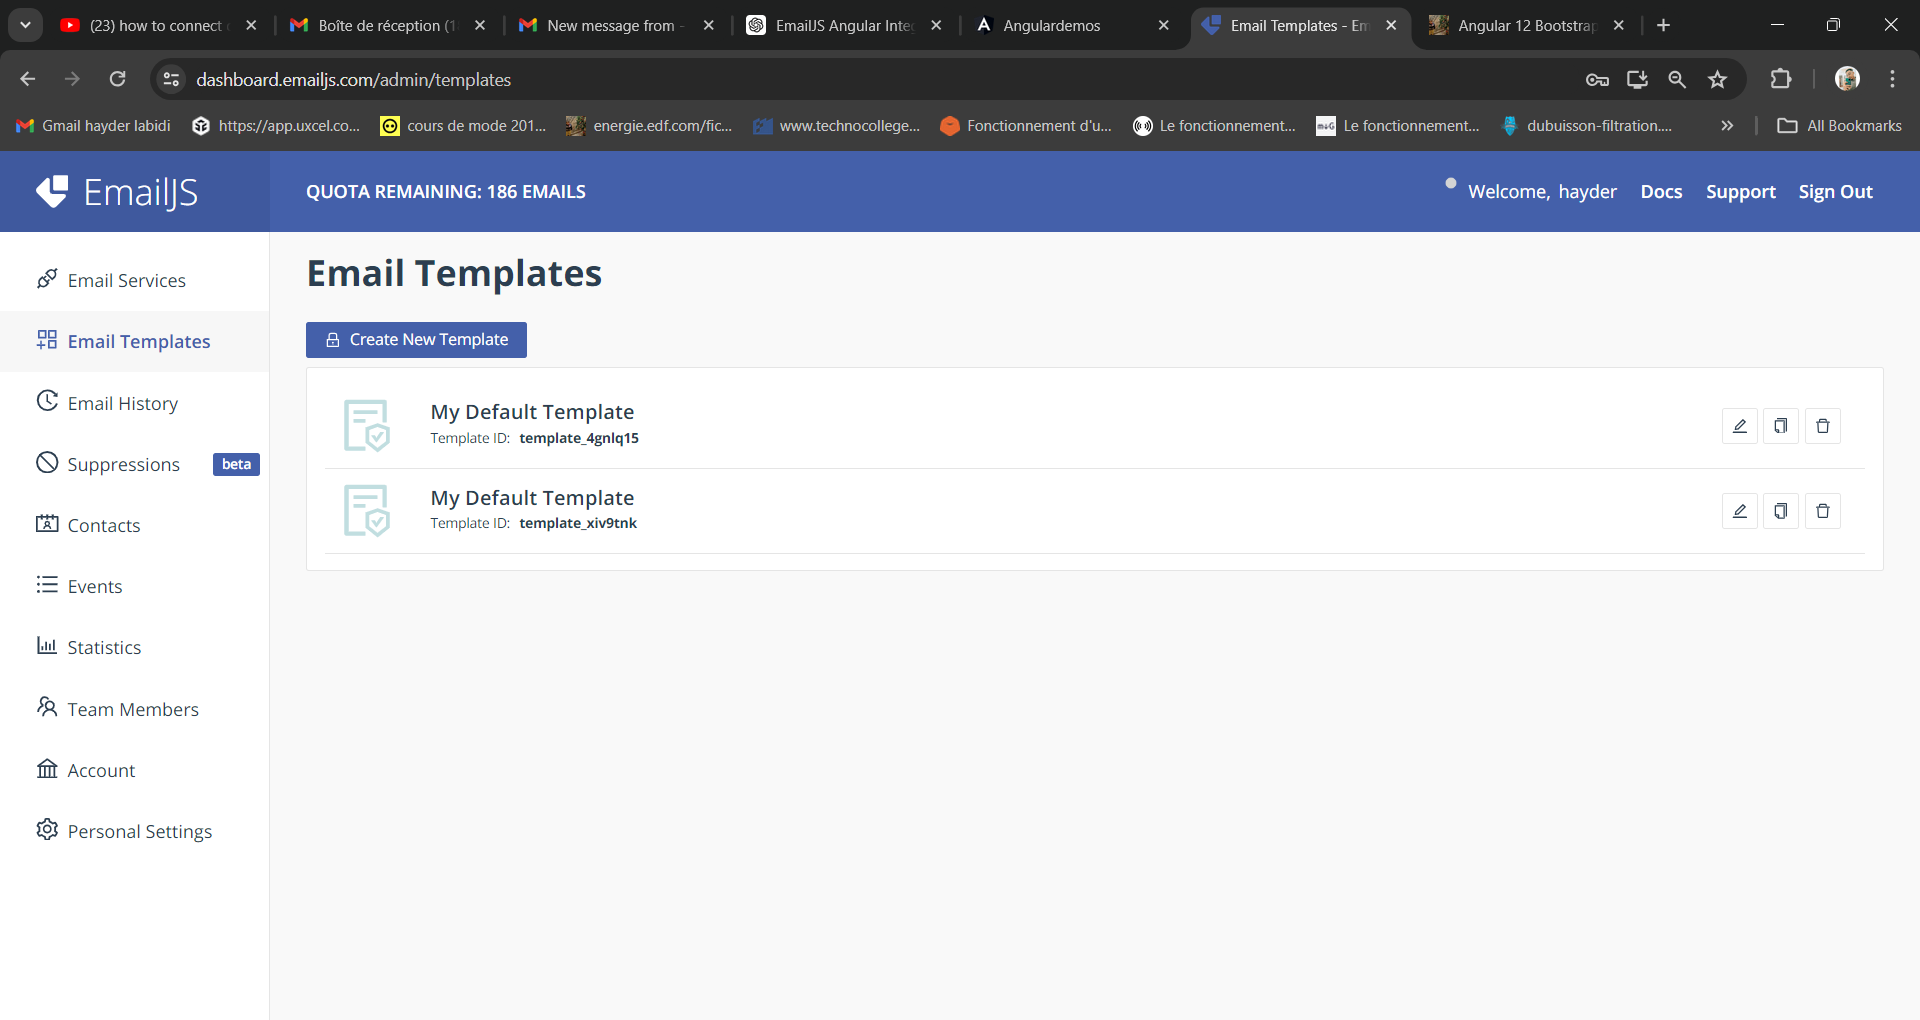 (23) how to connect
Boîte de réception (1
New message from -
EmailJS Angular Inte
Angulardemos
Email Templates - Em
Angular 12 Bootstrap
dashboard.emailjs.com/admin/templates
Gmail hayder labidi
https://app.uxcel.co...
cours de mode 201...
energie.edf.com/fic...
www.technocollege...
Fonctionnement d'u...
Le fonctionnement...
Le fonctionnement...
dubuisson-filtration....
All Bookmarks
EmailJS
QUOTA REMAINING: 186 EMAILS
Welcome, hayder
Docs
Support
Sign Out
Email Services
Email Templates
Email History
Suppressions
beta
Contacts
Events
Statistics
Team Members
Account
Personal Settings
Email Templates
Create New Template
My Default Template
Template ID: template_4gnlq15
My Default Template
Template ID: template_xiv9tnk